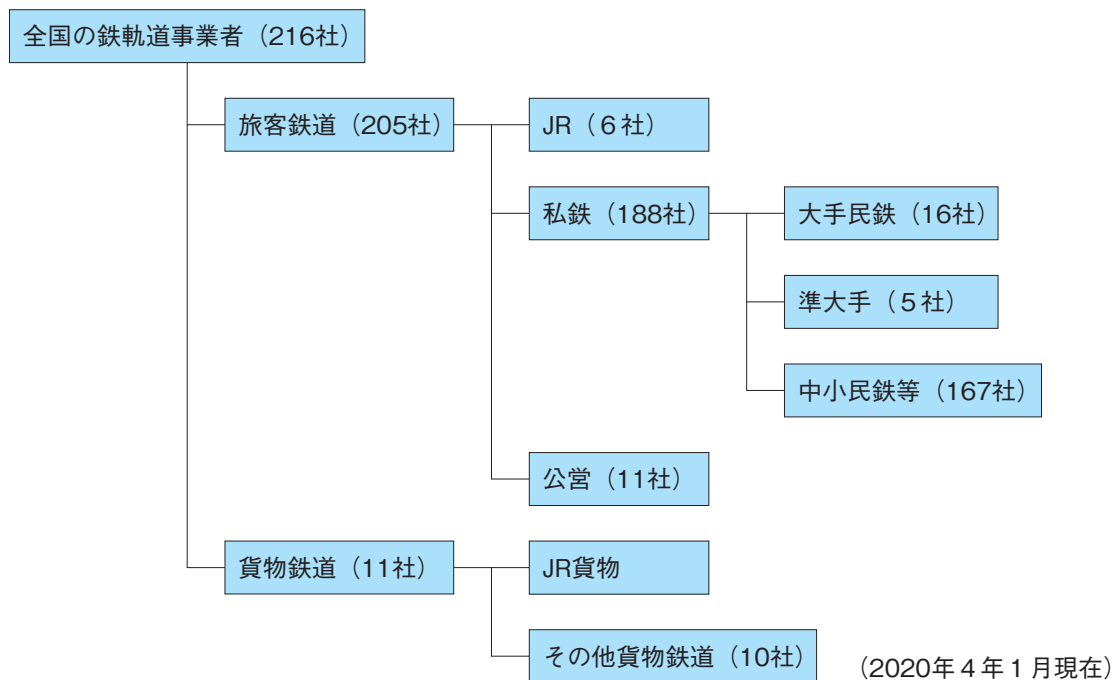 全国の鉄軌道事業者（216社）
旅客鉄道（205社）
JR（６社）
私鉄（188社）
大手民鉄（16社）
準大手（５社）
中小民鉄等（167社）
公営（11社）
貨物鉄道（11社）
JR貨物
その他貨物鉄道（10社）
（2020年４年１月現在）